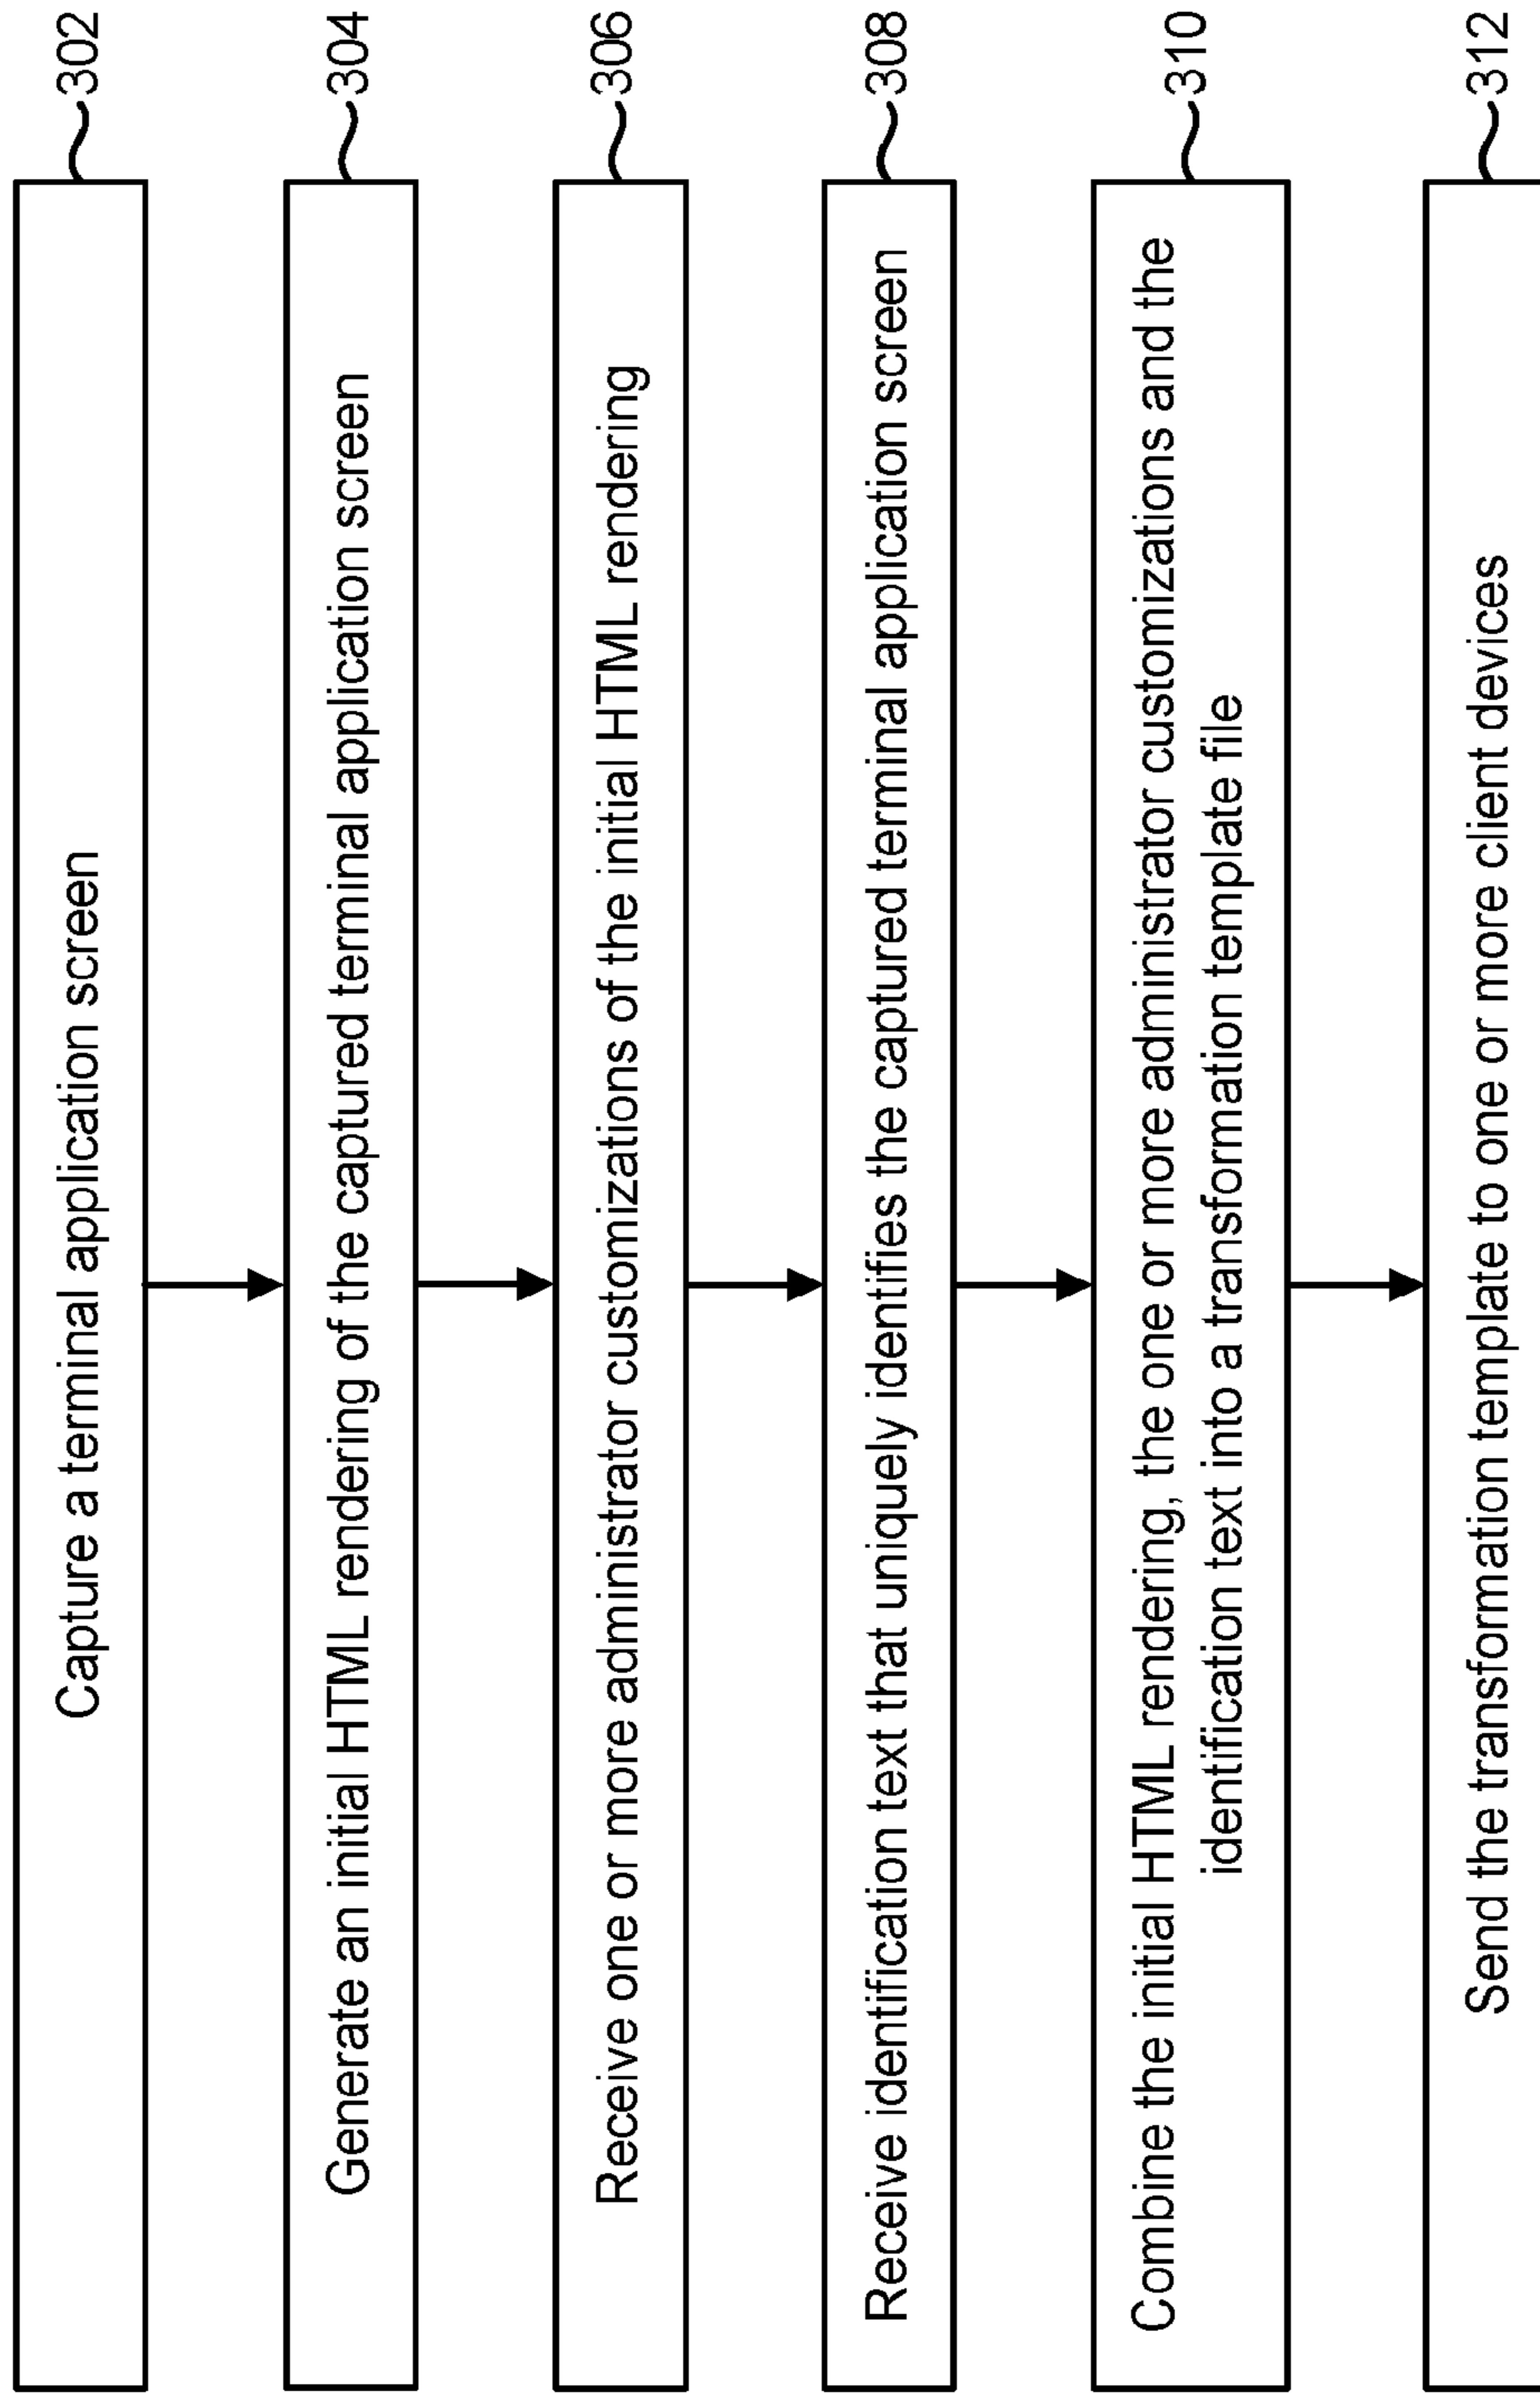 Capture a terminal application screen
302
Generate an initial HTML rendering of the captured terminal application screen
304
Receive one or more administrator customizations of the initial HTML rendering
306
Receive identification text that uniquely identifies the captured terminal application screen
308
Combine the initial HTML rendering, the one or more administrator customizations and the
identification text into a transformation template file
310
Send the transformation template to one or more client devices
312